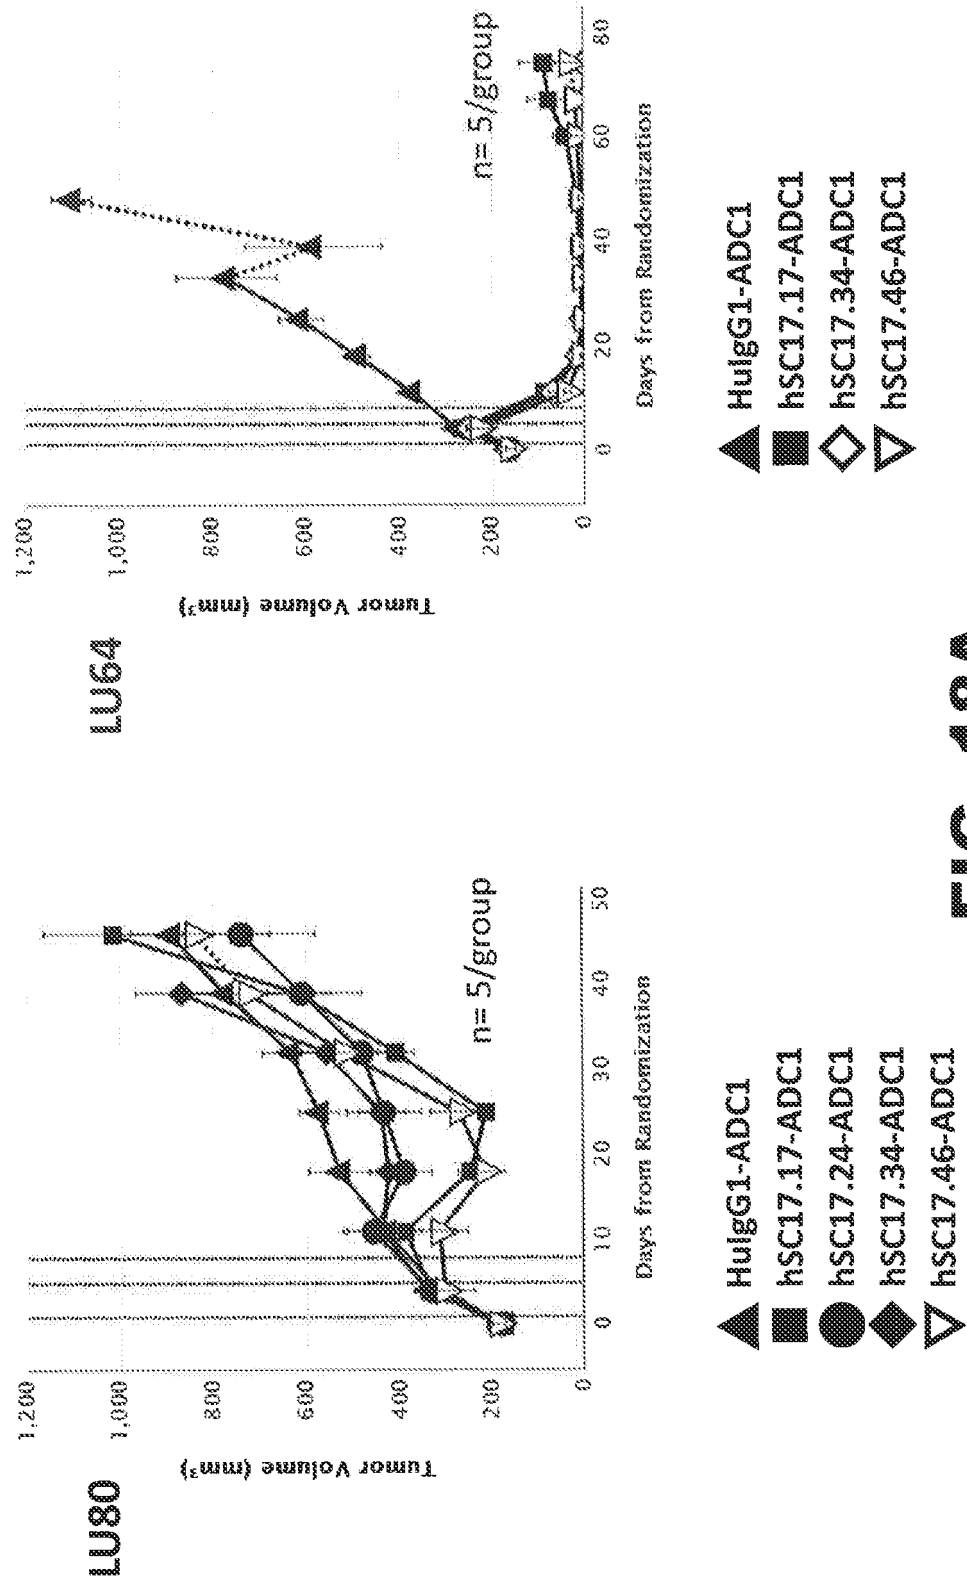 LU80
Tumor Volume (mm³)
1,200
1,000
800
600
400
200
0
0
10
20
30
40
50
n= 5/group
Days from Randomization
HuIgG1-ADC1
hSC17.17-ADC1
hSC17.24-ADC1
hSC17.34-ADC1
hSC17.46-ADC1
LU64
Tumor Volume (mm³)
1,200
1,000
800
600
400
200
0
0
20
40
60
80
n= 5/group
Days from Randomization
HuIgG1-ADC1
hSC17.17-ADC1
hSC17.34-ADC1
hSC17.46-ADC1